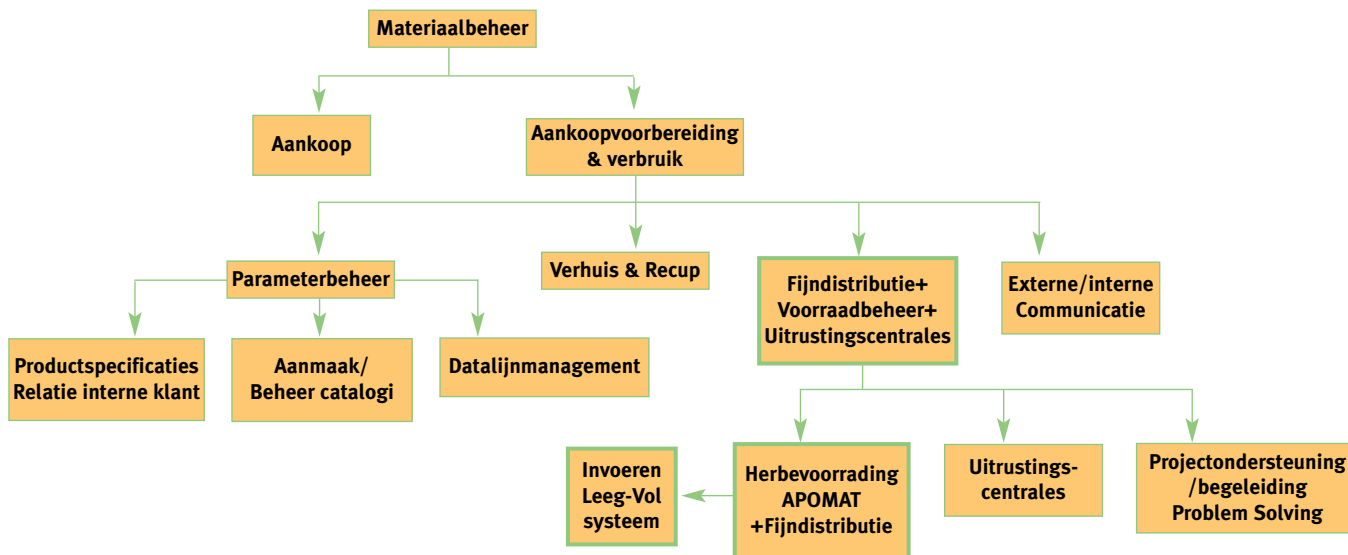 Materiaalbeheer
Aankoop
Aankoopvoorbereiding
& verbruik
Parameterbeheer
Verhuis & Recup
Fijndistributie+
Voorraadbeheer+
Uitrustingscentrales
Externe/interne
Communicatie
Productspecificaties
Relatie interne klant
Aanmaak/
Beheer catalogi
Datalijnmanagement
Invoeren
Leeg-Vol
systeem
Herbevoorrading
APOMAT
+Fijndistributie
Uitrustings-
centrales
Projectondersteuning
/begeleiding
Problem Solving